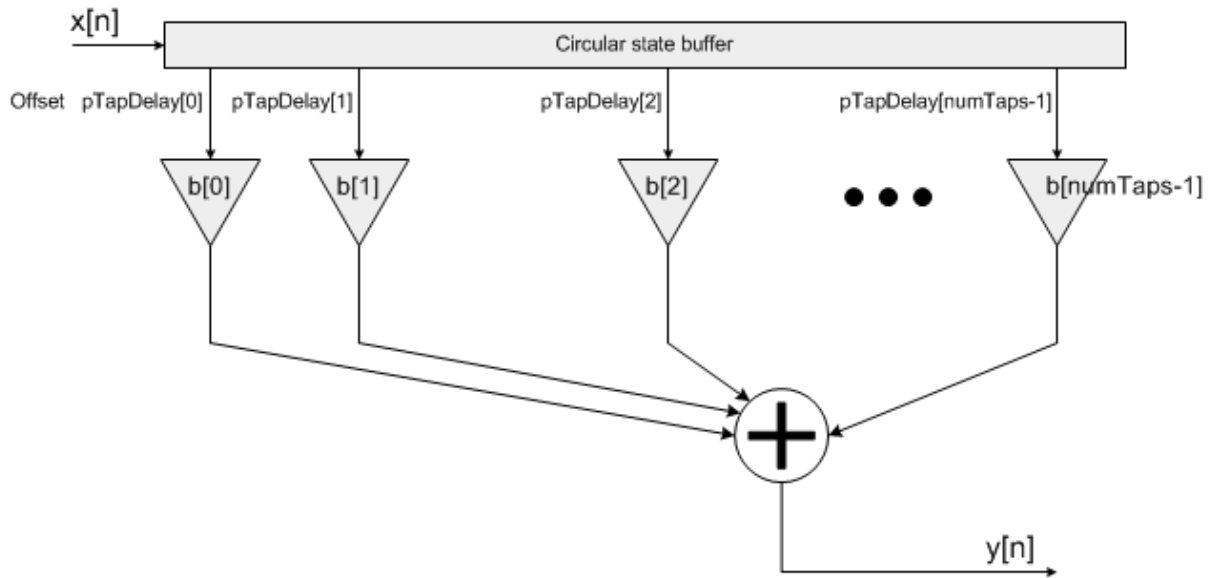 x[n]
Circular state buffer
Offset pTapDelay[0] pTapDelay[1] pTapDelay[2] pTapDelay[numTaps-1]
b[0] b[1] b[2] b[numTaps-1]
y[n]